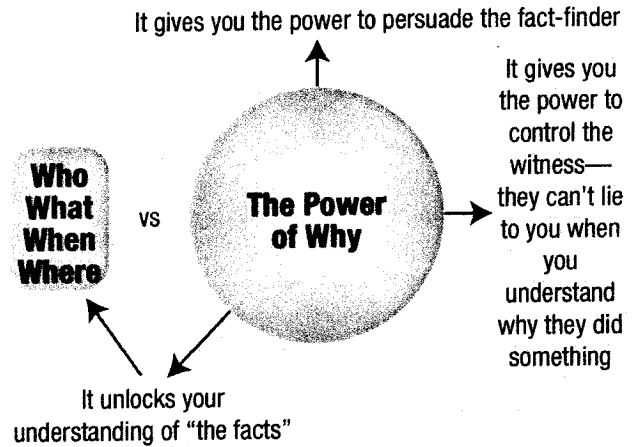 It gives you the power to persuade the fact-finder
It gives you
the power to
control the
witness—
they can't lie
to you when
you
understand
why they did
something
Who
What
When
Where
vs
The Power
of Why
It unlocks your
understanding of "the facts"